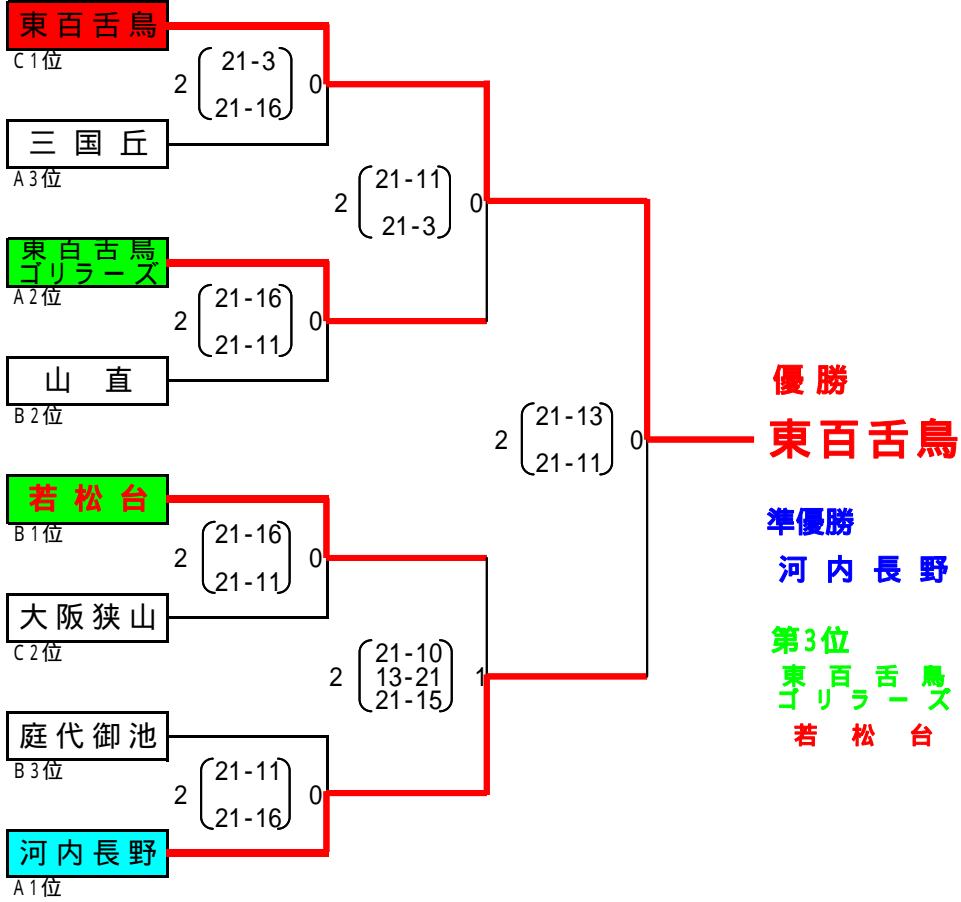 東百舌鳥
C1位
2 21-3 0
21-16
三国丘
A3位
2 21-11 0
21-3
東百舌鳥
ゴリラーズ
A2位
2 21-16 0
21-11
山直
B2位
2 21-13 0
21-11
優勝
東百舌鳥
準優勝
河内長野
第3位
東百舌鳥
ゴリラーズ
若松台
若松台
B1位
2 21-16 0
21-11
大阪狭山
C2位
2 21-10 1
13-21
21-15
庭代御池
B3位
2 21-11 0
21-16
河内長野
A1位